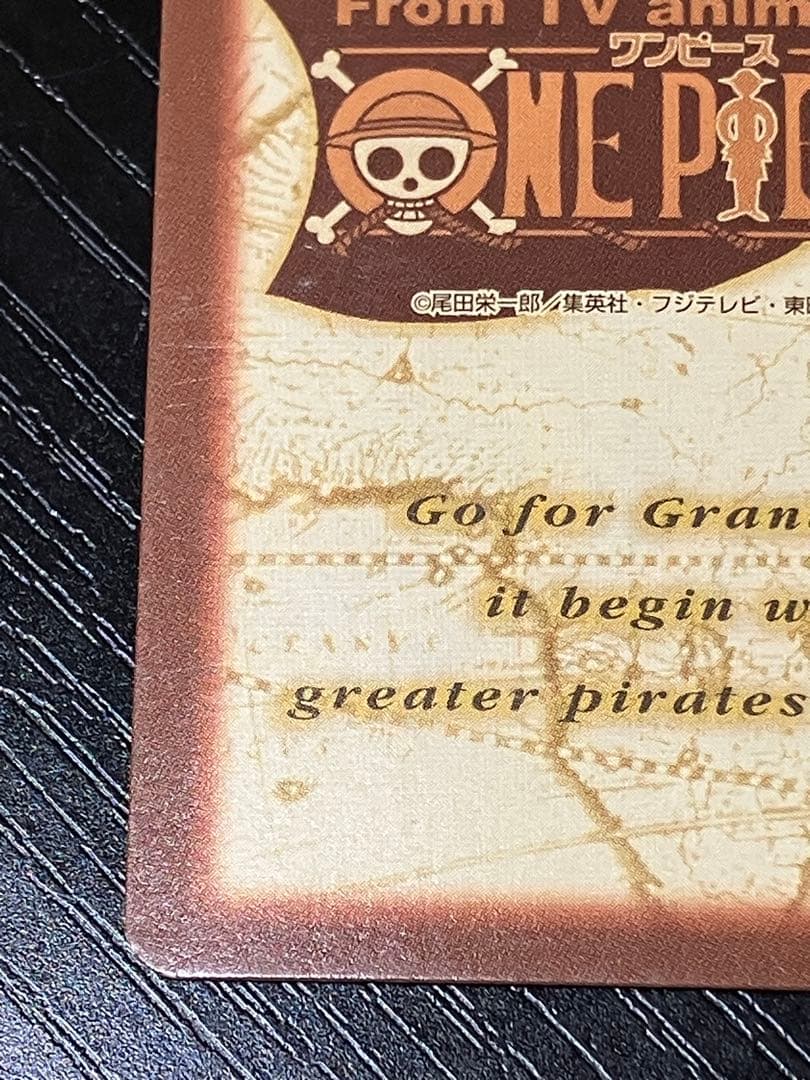 From TV anim
ワンピース
ONE PIE
©尾田栄一郎／集英社・フジテレビ・東
Go for Gran
it begin w
greater pirates